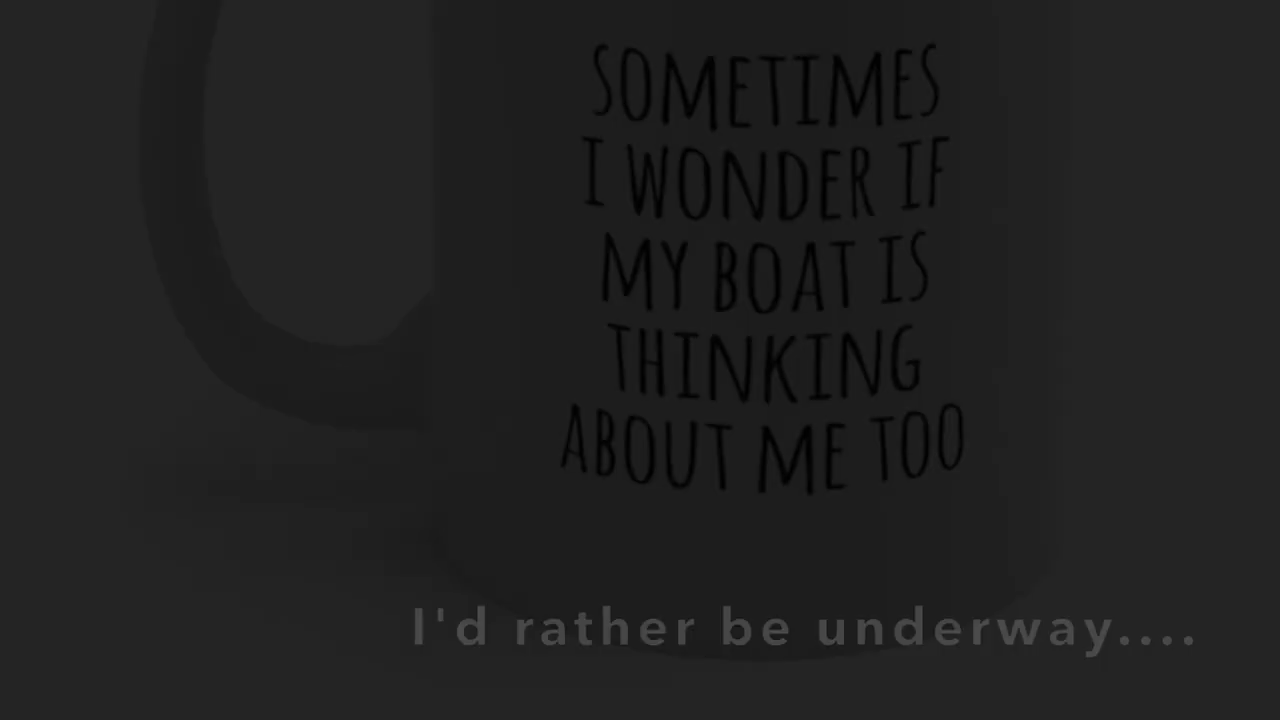 SOMETIMES
I WONDER IF
MY BOAT IS
THINKING
ABOUT ME TOO
I'd rather be underway....